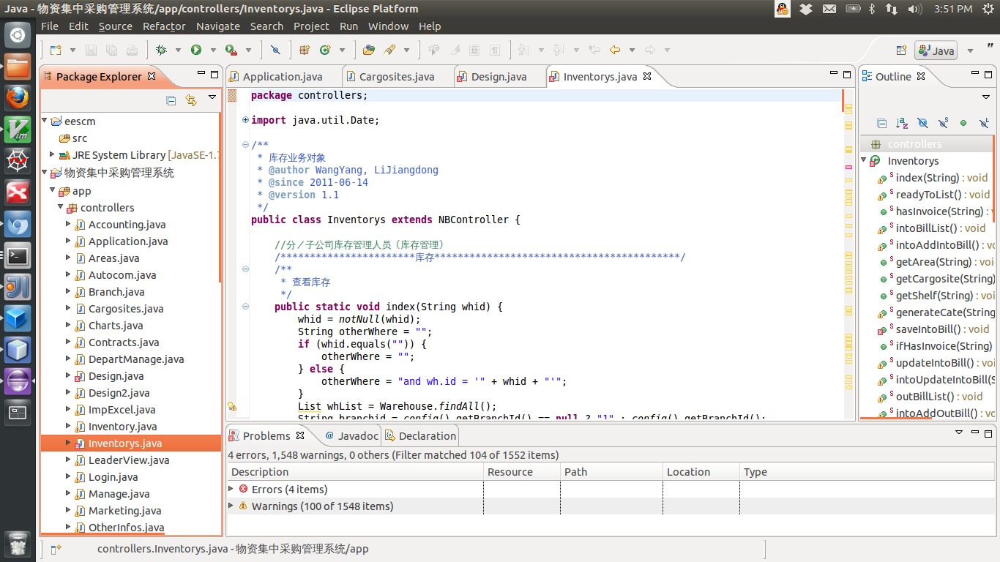 Java - 物资集中采购管理系统/app/controllers/Inventorys.java - Eclipse Platform
3:51 PM
File Edit Source Refactor Navigate Search Project Run Window Help
Java
"
Package Explorer
eescm
src
JRE System Library [JavaSE-1.7
物资集中采购管理系统
app
controllers
Accounting.java
Application.java
Areas.java
Autocom.java
Branch.java
Cargosites.java
Charts.java
Contracts.java
DepartManage.java
Design.java
Design2.java
ImpExcel.java
Inventory.java
Inventorys.java
LeaderView.java
Login.java
Manage.java
Marketing.java
OtherInfos.java
Application.java Cargosites.java Design.java Inventorys.java
package controllers;
import java.util.Date;
/**
* 库存业务对象
* @author WangYang, LiJiangdong
* @since 2011-06-14
* @version 1.1
*/
public class Inventorys extends NBController {
//分／子公司库存管理人员（库存管理）
/***********************库存******************************************/
/**
* 查看库存
*/
public static void index(String whid) {
whid = notNull(whid);
String otherWhere = "";
if (whid.equals("")) {
otherWhere = "";
} else {
otherWhere = "and wh.id = '" + whid + "'";
}
List whList = Warehouse.findAll();
String branchid = config().getBranchId() == null ? "1" : config().getBranchId();
Outline
controllers
Inventorys
index(String) : void
readyToList() : void
hasInvoice(String) : v
intoBillList() : void
intoAddIntoBill() : vo
getArea(String) : voi
getCargosite(String)
getShelf(String) : voi
generateCate(String
saveIntoBill() : void
ifHasInvoice(String)
updateIntoBill() : voi
intoUpdateIntoBill(S
outBillList() : void
intoAddOutBill() : vo
Problems Javadoc Declaration
4 errors, 1,548 warnings, 0 others (Filter matched 104 of 1552 items)
Description Resource Path Location Type
Errors (4 items)
Warnings (100 of 1548 items)
controllers.Inventorys.java - 物资集中采购管理系统/app